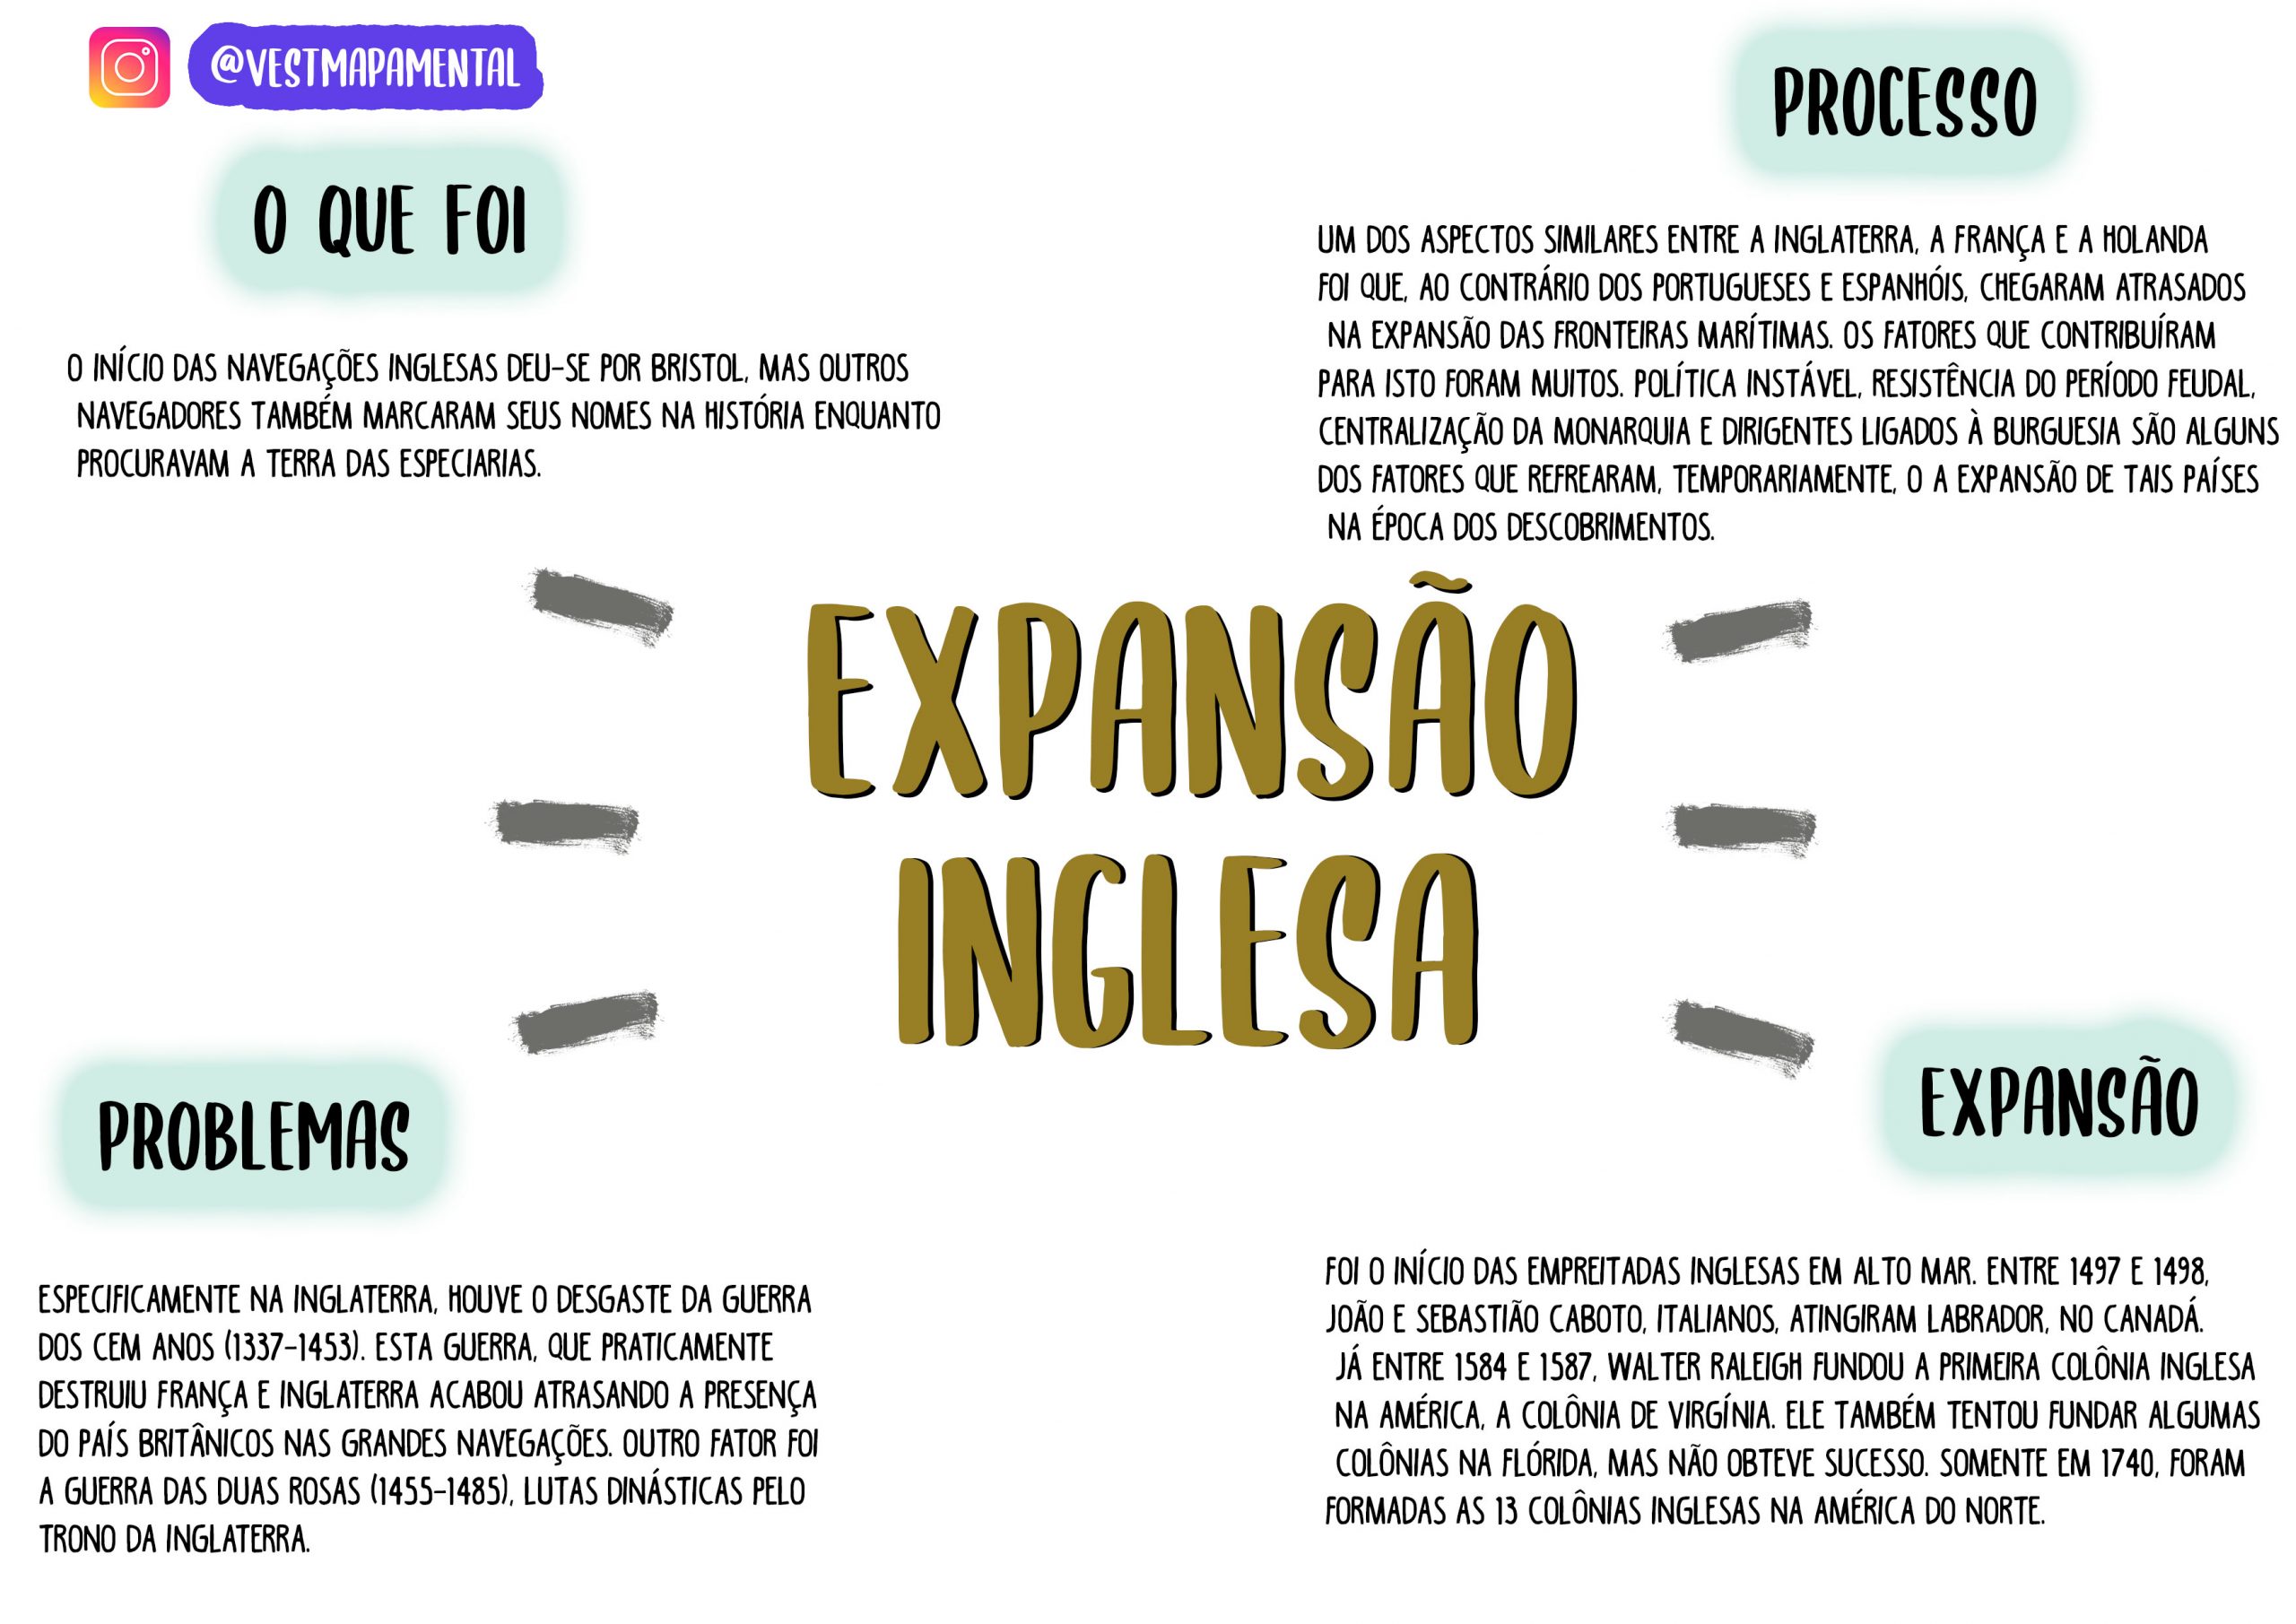 @VESTMAPAMENTAL
O QUE FOI
O INÍCIO DAS NAVEGAÇÕES INGLESAS DEU-SE POR BRISTOL, MAS OUTROS
NAVEGADORES TAMBÉM MARCARAM SEUS NOMES NA HISTÓRIA ENQUANTO
PROCURAVAM A TERRA DAS ESPECIARIAS.
PROCESSO
UM DOS ASPECTOS SIMILARES ENTRE A INGLATERRA, A FRANÇA E A HOLANDA
FOI QUE, AO CONTRÁRIO DOS PORTUGUESES E ESPANHÓIS, CHEGARAM ATRASADOS
NA EXPANSÃO DAS FRONTEIRAS MARÍTIMAS. OS FATORES QUE CONTRIBUÍRAM
PARA ISTO FORAM MUITOS. POLÍTICA INSTÁVEL, RESISTÊNCIA DO PERÍODO FEUDAL,
CENTRALIZAÇÃO DA MONARQUIA E DIRIGENTES LIGADOS À BURGUESIA SÃO ALGUNS
DOS FATORES QUE REFREARAM, TEMPORARIAMENTE, O A EXPANSÃO DE TAIS PAÍSES
NA ÉPOCA DOS DESCOBRIMENTOS.
EXPANSÃO
INGLESA
PROBLEMAS
ESPECIFICAMENTE NA INGLATERRA, HOUVE O DESGASTE DA GUERRA
DOS CEM ANOS (1337-1453). ESTA GUERRA, QUE PRATICAMENTE
DESTRUIU FRANÇA E INGLATERRA ACABOU ATRASANDO A PRESENÇA
DO PAÍS BRITÂNICOS NAS GRANDES NAVEGAÇÕES. OUTRO FATOR FOI
A GUERRA DAS DUAS ROSAS (1455-1485), LUTAS DINÁSTICAS PELO
TRONO DA INGLATERRA.
EXPANSÃO
FOI O INÍCIO DAS EMPREITADAS INGLESAS EM ALTO MAR. ENTRE 1497 E 1498,
JOÃO E SEBASTIÃO CABOTO, ITALIANOS, ATINGIRAM LABRADOR, NO CANADÁ.
JÁ ENTRE 1584 E 1587, WALTER RALEIGH FUNDOU A PRIMEIRA COLÔNIA INGLESA
NA AMÉRICA, A COLÔNIA DE VIRGÍNIA. ELE TAMBÉM TENTOU FUNDAR ALGUMAS
COLÔNIAS NA FLÓRIDA, MAS NÃO OBTEVE SUCESSO. SOMENTE EM 1740, FORAM
FORMADAS AS 13 COLÔNIAS INGLESAS NA AMÉRICA DO NORTE.